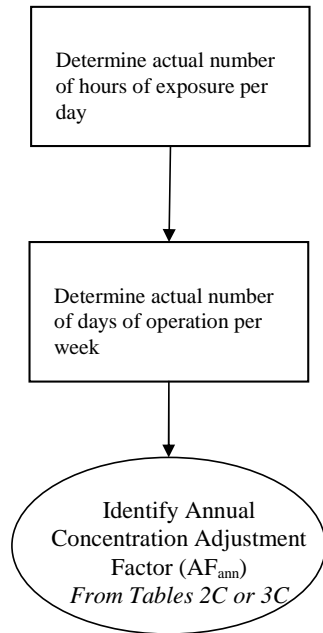 Determine actual number
of hours of exposure per
day
Determine actual number
of days of operation per
week
Identify Annual
Concentration Adjustment
Factor (AFann)
From Tables 2C or 3C